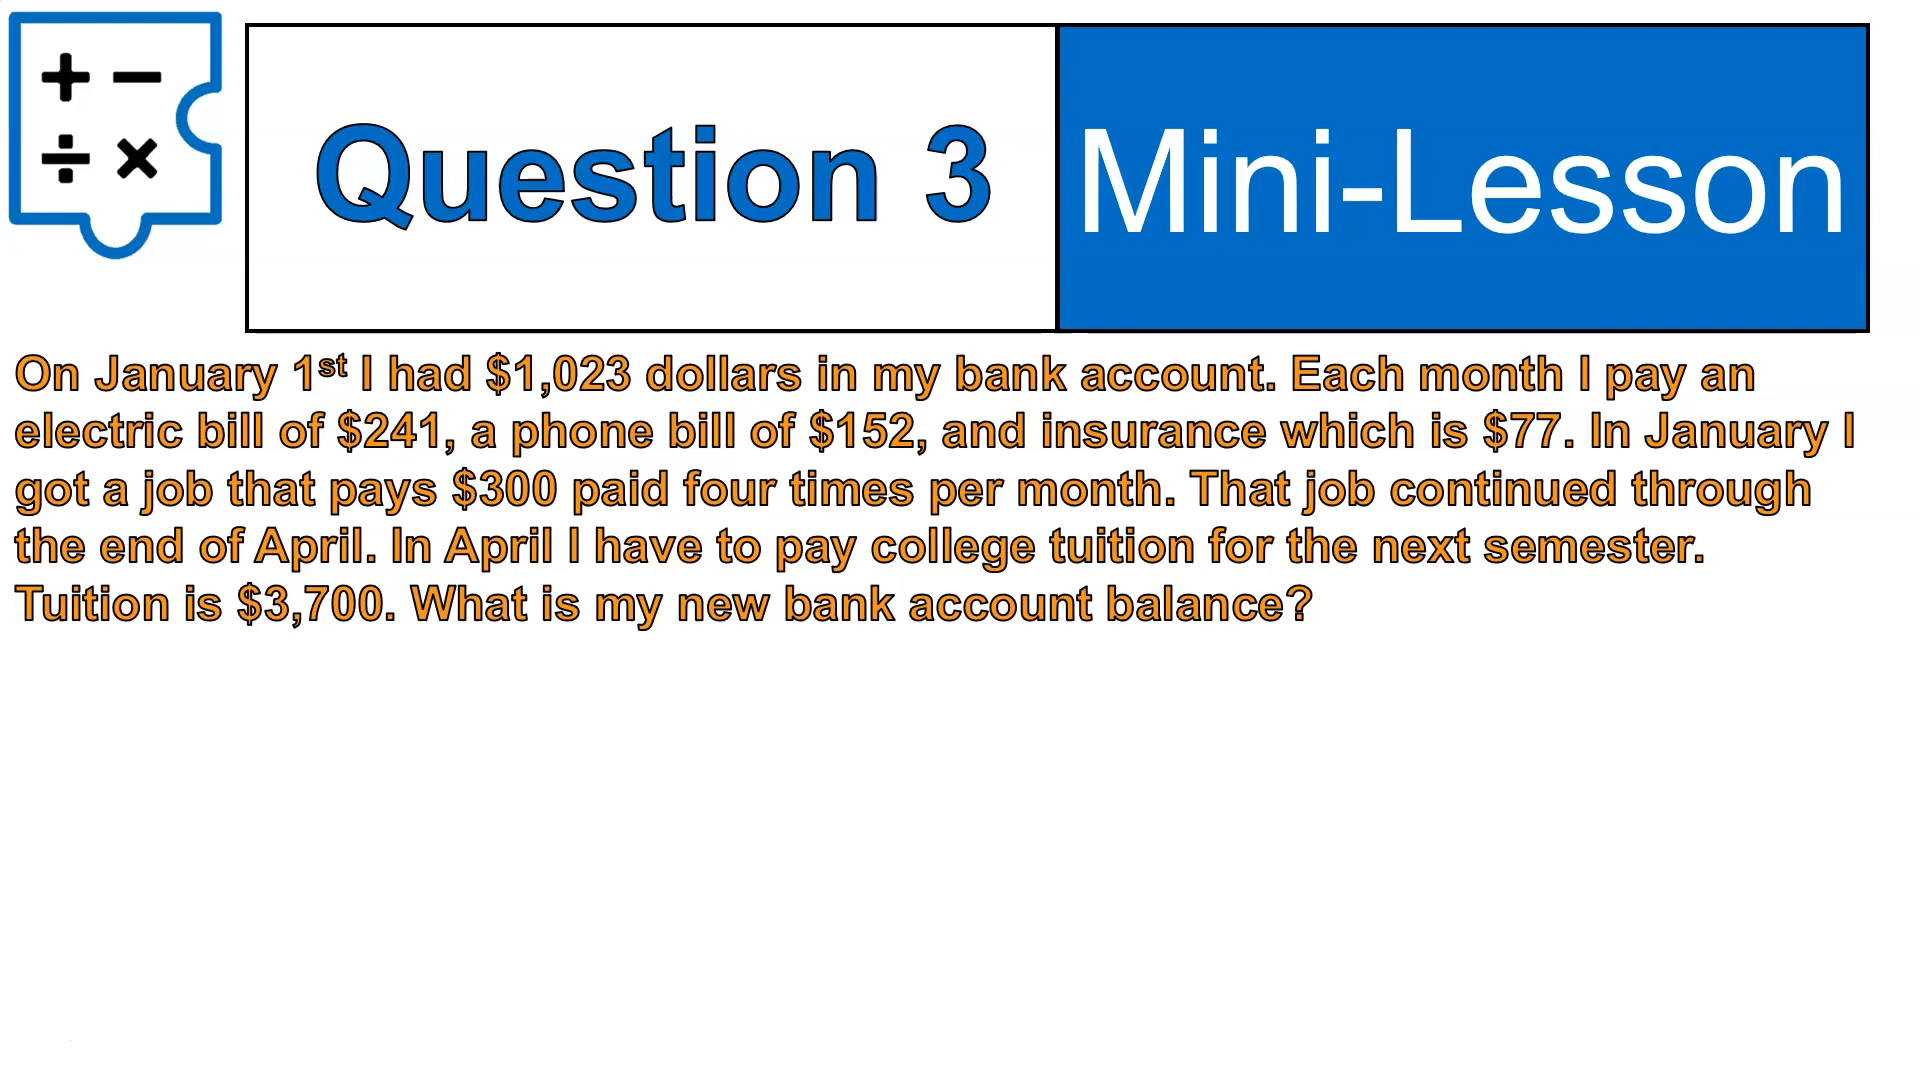 + −
÷ ×
Question 3
Mini-Lesson
On January 1st I had $1,023 dollars in my bank account. Each month I pay an
electric bill of $241, a phone bill of $152, and insurance which is $77. In January I
got a job that pays $300 paid four times per month. That job continued through
the end of April. In April I have to pay college tuition for the next semester.
Tuition is $3,700. What is my new bank account balance?